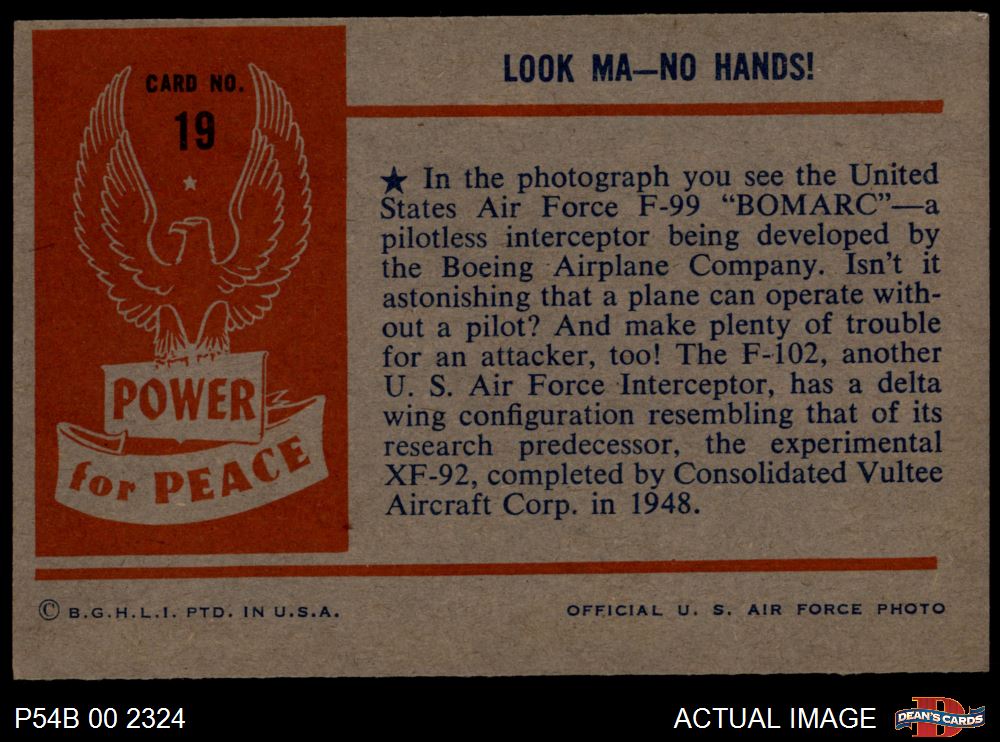 CARD NO.
19
POWER
for PEACE
LOOK MA—NO HANDS!
★ In the photograph you see the United
States Air Force F-99 “BOMARC”—a
pilotless interceptor being developed by
the Boeing Airplane Company. Isn't it
astonishing that a plane can operate with-
out a pilot? And make plenty of trouble
for an attacker, too! The F-102, another
U. S. Air Force Interceptor, has a delta
wing configuration resembling that of its
research predecessor, the experimental
XF-92, completed by Consolidated Vultee
Aircraft Corp. in 1948.
© B.G.H.L.I. PTD. IN U.S.A.
OFFICIAL U. S. AIR FORCE PHOTO
P54B 00 2324
ACTUAL IMAGE
D
DEAN'S CARDS